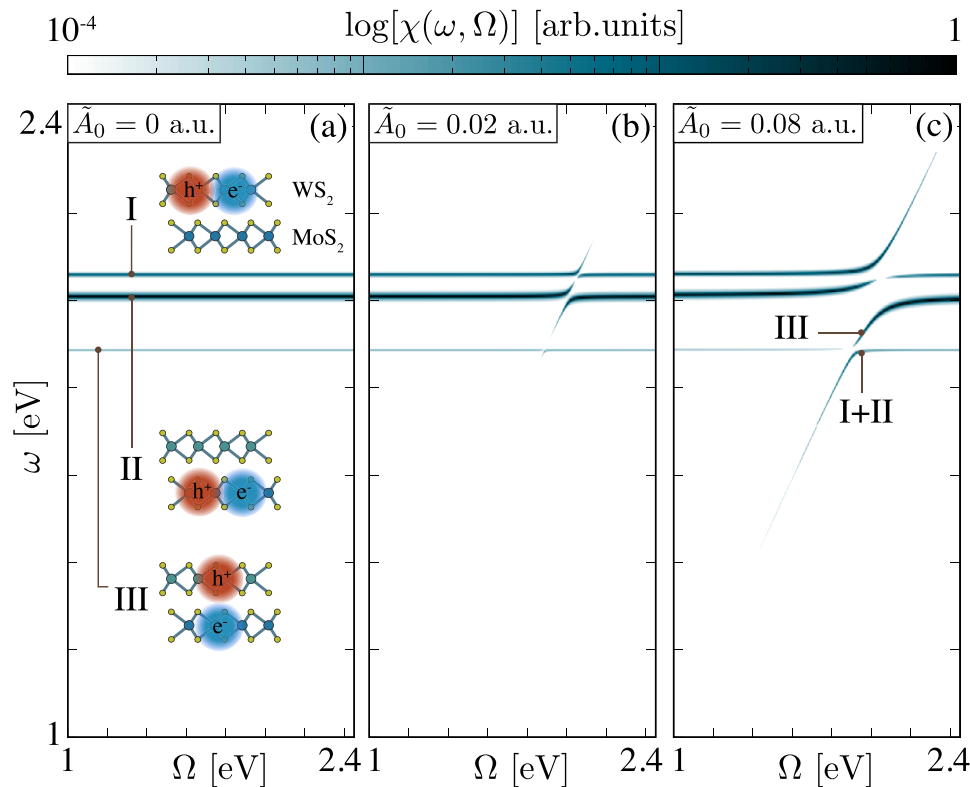 log[χ(ω, Ω)] [arb.units]
10⁻⁴ 1
Ã₀ = 0 a.u. (a)
Ã₀ = 0.02 a.u. (b)
Ã₀ = 0.08 a.u. (c)
2.4
h⁺ e⁻ WS₂
I
MoS₂
III
I+II
ω [eV]
II
h⁺ e⁻
h⁺
III
e⁻
1
1 Ω [eV] 2.4
1 Ω [eV] 2.4
1 Ω [eV] 2.4